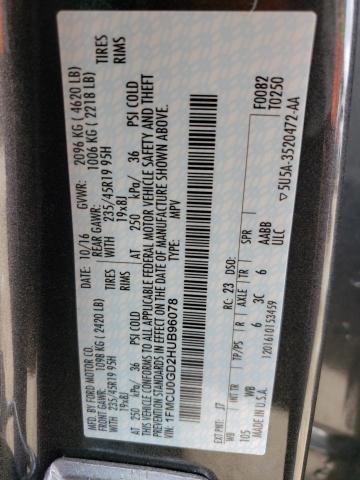 MFD. BY FORD MOTOR CO.
DATE: 10/16 GVWR: 2096 KG ( 4620 LB)
FRONT GAWR: 1098 KG ( 2420 LB) REAR GAWR: 1006 KG ( 2218 LB)
WITH 235/45R19 95H TIRES 235/45R19 95H TIRES
19x8J RIMS 19x8J RIMS
AT 250 kPa/ 36 PSI COLD AT 250 kPa/ 36 PSI COLD
THIS VEHICLE CONFORMS TO ALL APPLICABLE FEDERAL MOTOR VEHICLE SAFETY AND THEFT
PREVENTION STANDARDS IN EFFECT ON THE DATE OF MANUFACTURE SHOWN ABOVE.
VIN: 1FMCU0GD2HUB96078
TYPE: MPV
F0082
T0250
EXT PNT: J7 RC: 23 DSO:
WB INT TR TP/PS R AXLE TR SPR
105 WB 6 3C 6 AABB
ULC
MADE IN U.S.A. 1201610153459
▽ 5U5A-3520472-AA